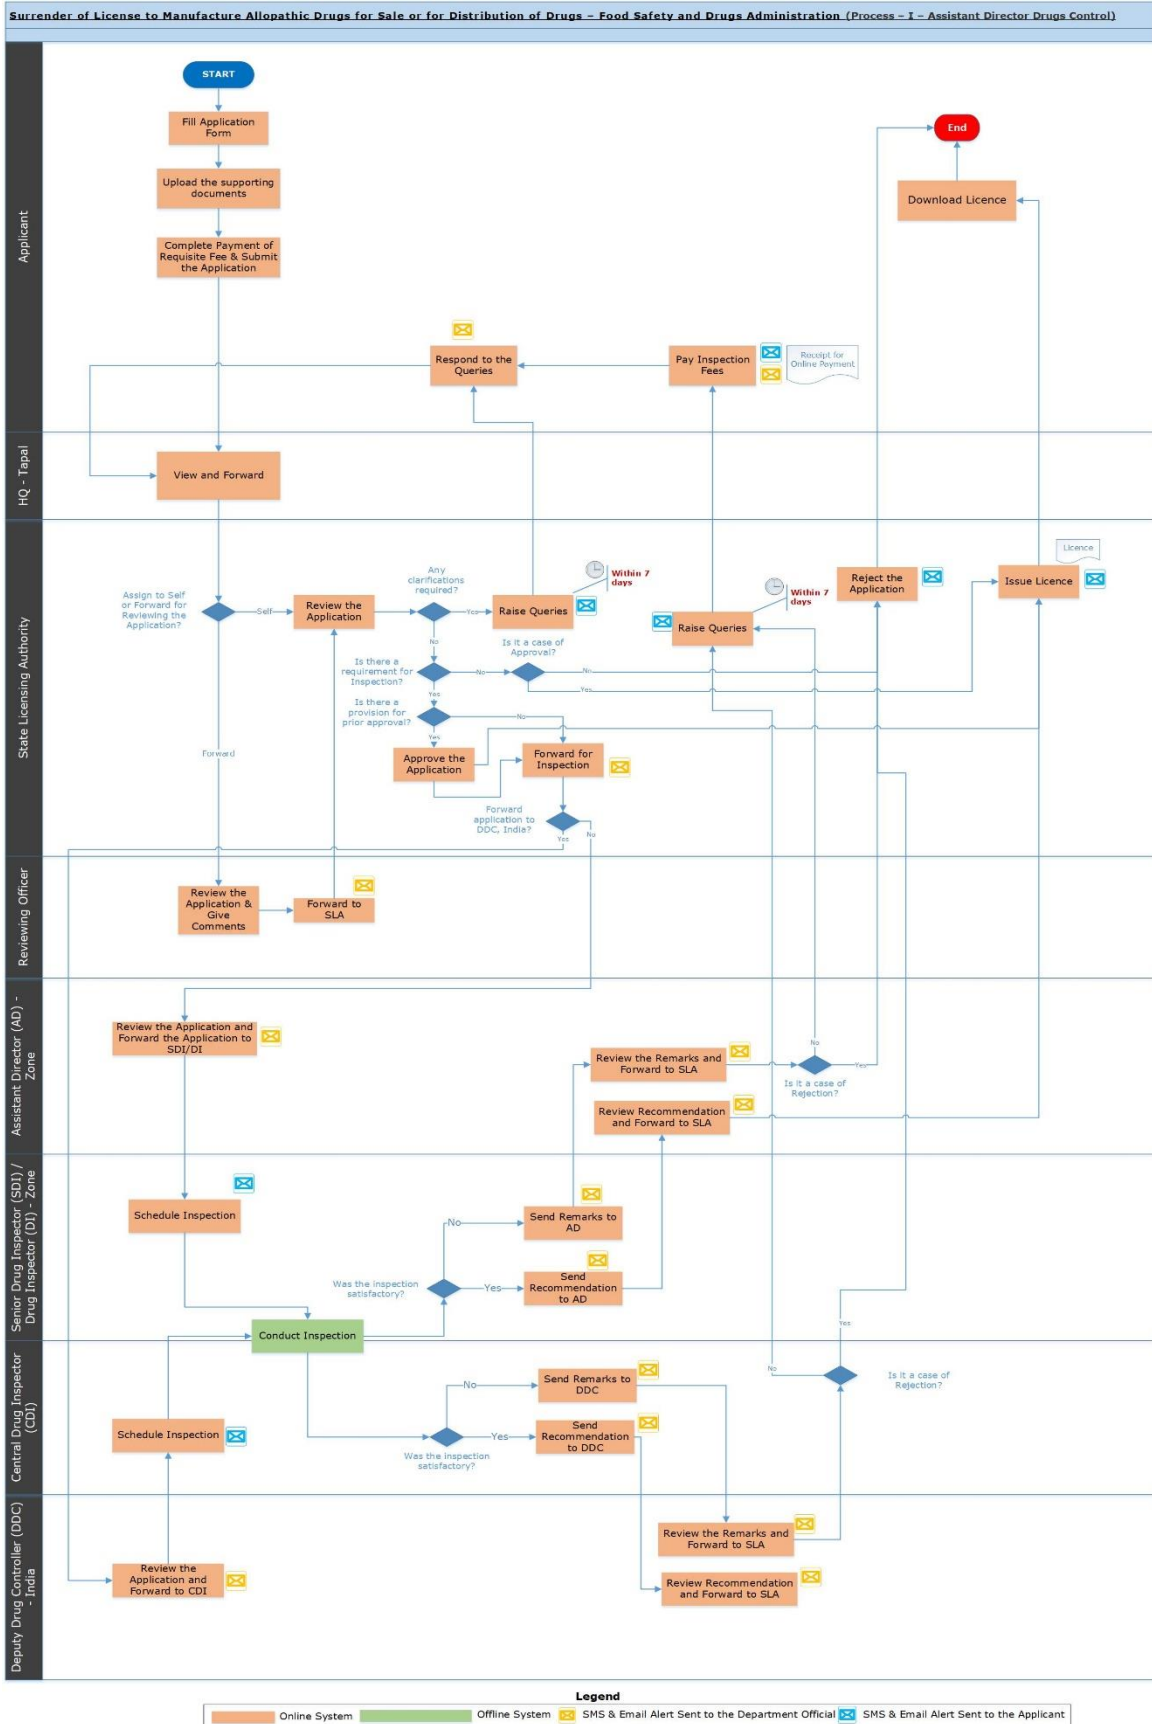 Surrender of License to Manufacture Allopathic Drugs for Sale or for Distribution of Drugs – Food Safety and Drugs Administration (Process – I – Assistant Director Drugs Control)
Applicant
START
Fill Application
Form
Upload the supporting
documents
Complete Payment of
Requisite Fee & Submit
the Application
End
Download Licence
Respond to the
Queries
Pay Inspection
Fees
Receipt for
Online Payment
HQ - Tapal
View and Forward
State Licensing Authority
Assign to Self
or Forward for
Reviewing the
Application?
Self
Forward
Review the
Application
Any
clarifications
required?
Yes
No
Raise Queries
Within 7
days
Raise Queries
Within 7
days
Reject the
Application
Licence
Issue Licence
Is there a
requirement for
Inspection?
No
Yes
Is it a case of
Approval?
No
Yes
Is there a
provision for
prior approval?
No
Yes
Approve the
Application
Forward for
Inspection
Forward
application to
DDC, India?
Yes
No
Reviewing Officer
Review the
Application &
Give
Comments
Forward to
SLA
Assistant Director (AD) -
Zone
Review the Application and
Forward the Application to
SDI/DI
Review the Remarks and
Forward to SLA
No
Yes
Is it a case of
Rejection?
Review Recommendation
and Forward to SLA
Senior Drug Inspector (SDI) /
Drug Inspector (DI) - Zone
Schedule Inspection
Was the inspection
satisfactory?
No
Yes
Send Remarks to
AD
Send
Recommendation
to AD
Conduct Inspection
Central Drug Inspector
(CDI)
Schedule Inspection
Was the inspection
satisfactory?
No
Yes
Send Remarks to
DDC
Send
Recommendation
to DDC
Yes
No
Is it a case of
Rejection?
Deputy Drug Controller (DDC)
- India
Review the
Application and
Forward to CDI
Review the Remarks and
Forward to SLA
Review Recommendation
and Forward to SLA
Legend
Online System
Offline System
SMS & Email Alert Sent to the Department Official
SMS & Email Alert Sent to the Applicant